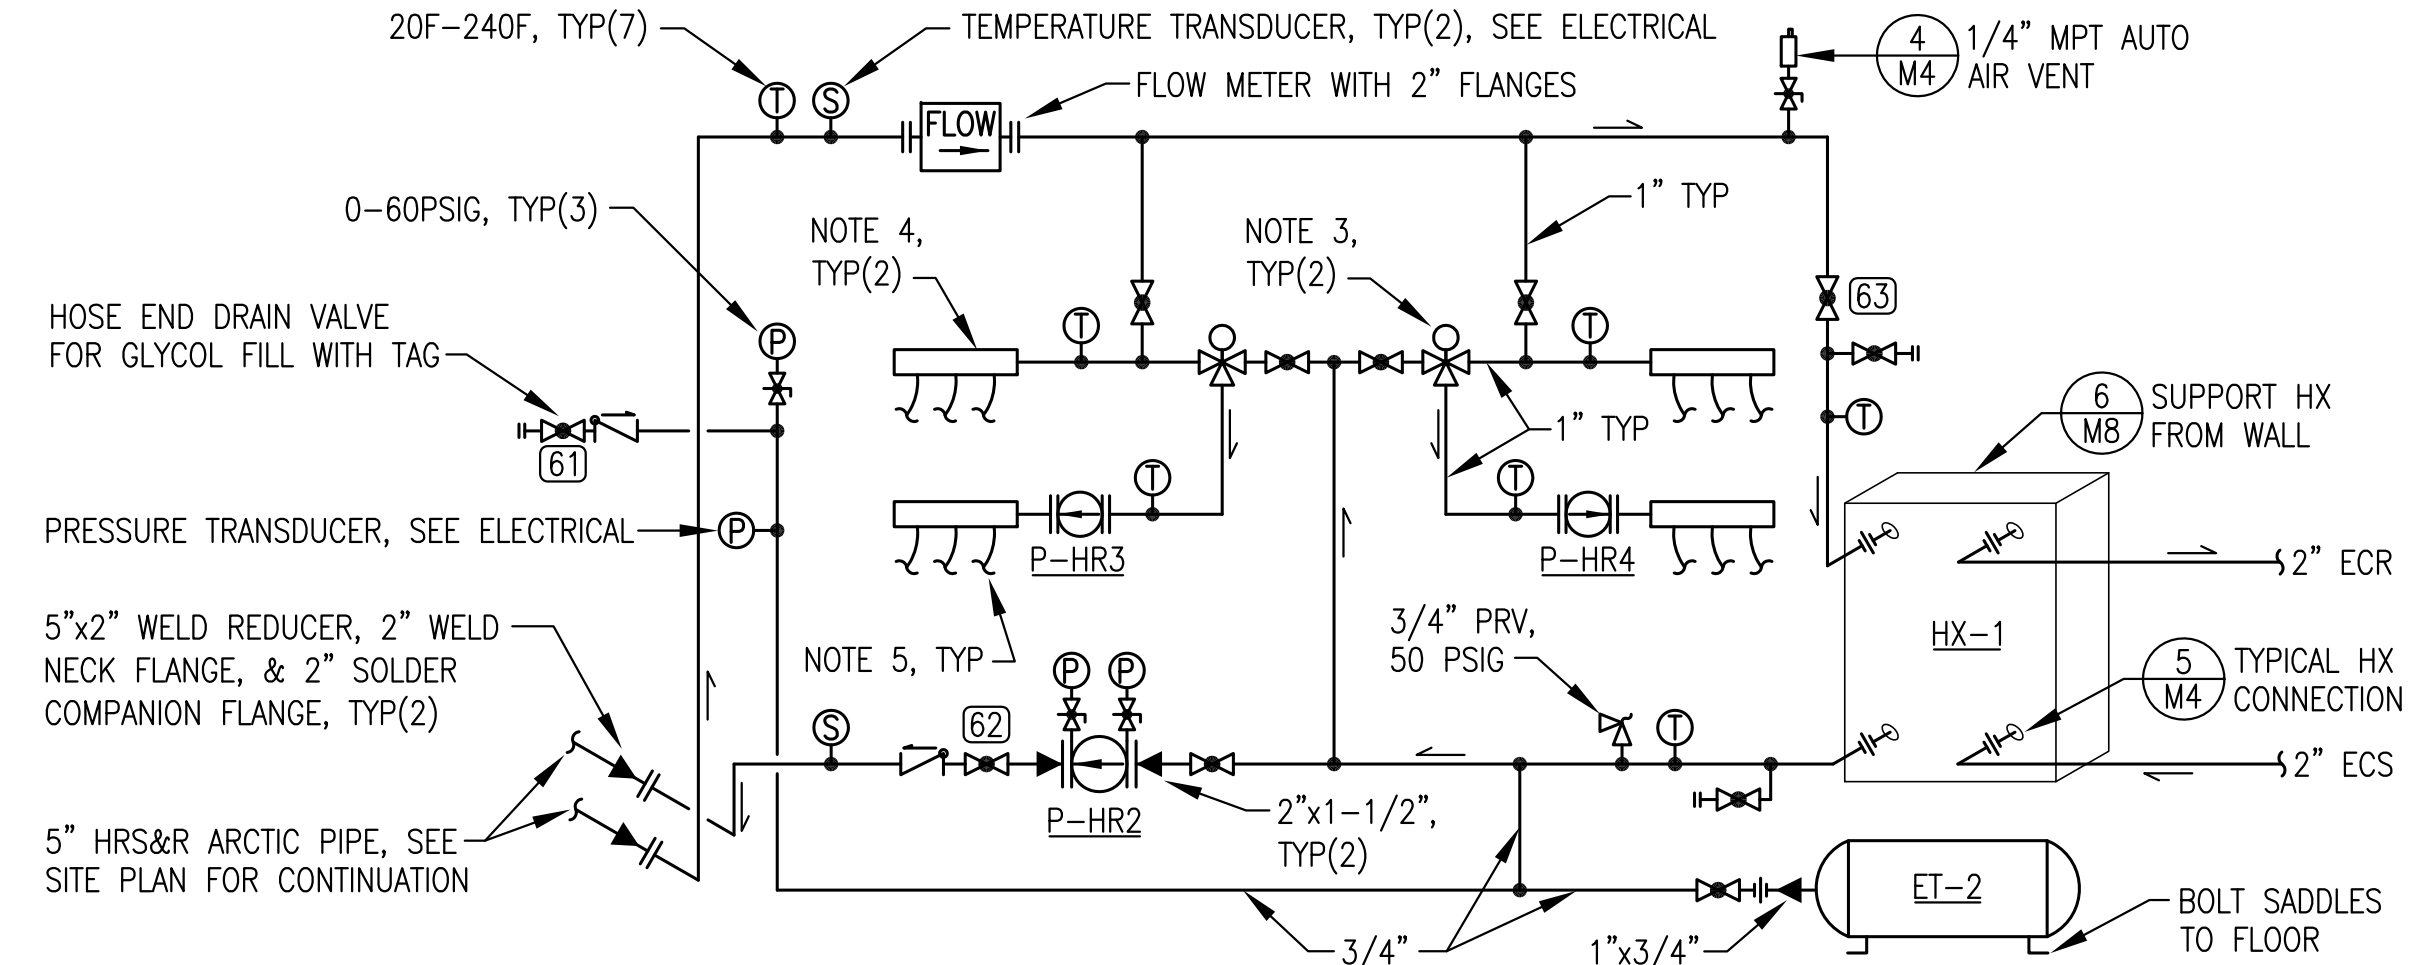 20F-240F, TYP(7)
TEMPERATURE TRANSDUCER, TYP(2), SEE ELECTRICAL
FLOW METER WITH 2" FLANGES
4
M4
1/4" MPT AUTO
AIR VENT
T
S
FLOW
0-60PSIG, TYP(3)
NOTE 4,
TYP(2)
NOTE 3,
TYP(2)
1" TYP
HOSE END DRAIN VALVE
FOR GLYCOL FILL WITH TAG
P
T
T
63
61
1" TYP
T
6
M8
SUPPORT HX
FROM WALL
PRESSURE TRANSDUCER, SEE ELECTRICAL
P
T
T
P-HR3
P-HR4
2" ECR
5"x2" WELD REDUCER, 2" WELD
NECK FLANGE, & 2" SOLDER
COMPANION FLANGE, TYP(2)
NOTE 5, TYP
P
P
3/4" PRV,
50 PSIG
HX-1
5
M4
TYPICAL HX
CONNECTION
S
62
T
2" ECS
P-HR2
2"x1-1/2",
TYP(2)
5" HRS&R ARCTIC PIPE, SEE
SITE PLAN FOR CONTINUATION
3/4"
1"x3/4"
ET-2
BOLT SADDLES
TO FLOOR